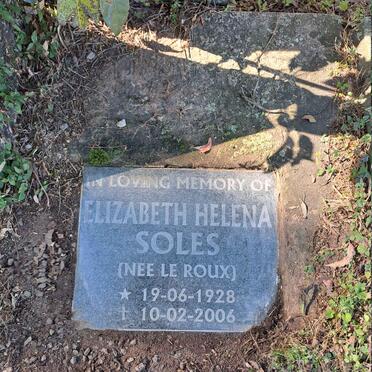 IN LOVING MEMORY OF
ELIZABETH HELENA
SOLES
(NEE LE ROUX)
★ 19-06-1928
✝ 10-02-2006